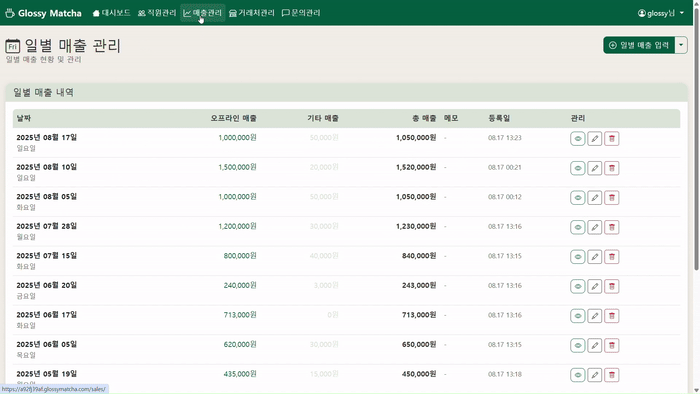 Glossy Matcha 대시보드 직원관리 매출관리 거래처관리 문의관리 glossy님
Fri 일별 매출 관리 일별 매출 입력
일별 매출 현황 및 관리
일별 매출 내역
날짜 오프라인 매출 기타 매출 총 매출 메모 등록일 관리
2025년 08월 17일 1,000,000원 50,000원 1,050,000원 - 08.17 13:23
일요일
2025년 08월 10일 1,500,000원 20,000원 1,520,000원 - 08.17 00:21
일요일
2025년 08월 05일 1,000,000원 50,000원 1,050,000원 - 08.17 00:12
화요일
2025년 07월 28일 1,200,000원 30,000원 1,230,000원 - 08.17 13:16
월요일
2025년 07월 15일 800,000원 40,000원 840,000원 - 08.17 13:15
화요일
2025년 06월 20일 240,000원 3,000원 243,000원 - 08.17 13:16
금요일
2025년 06월 17일 713,000원 0원 713,000원 - 08.17 13:16
화요일
2025년 06월 05일 620,000원 30,000원 650,000원 - 08.17 13:15
목요일
2025년 05월 19일 435,000원 15,000원 450,000원 - 08.17 13:18